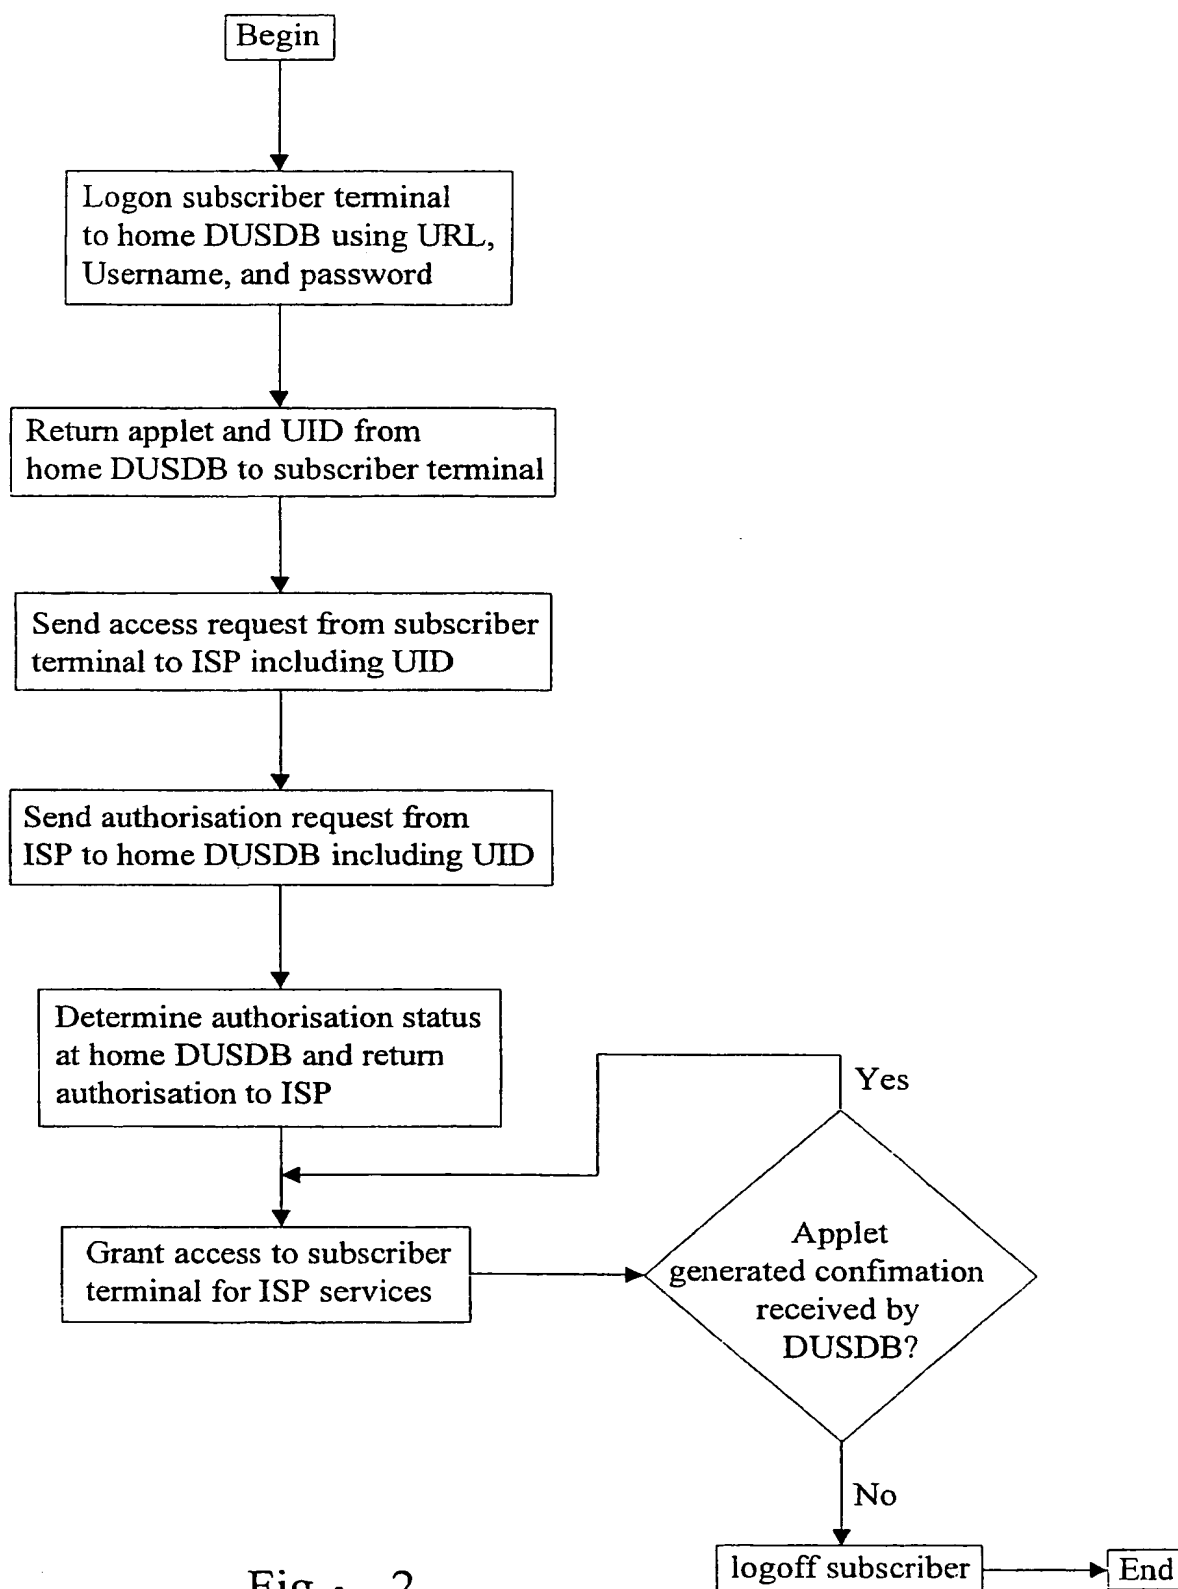 Begin
Logon subscriber terminal
to home DUSDB using URL,
Username, and password
Return applet and UID from
home DUSDB to subscriber terminal
Send access request from subscriber
terminal to ISP including UID
Send authorisation request from
ISP to home DUSDB including UID
Determine authorisation status
at home DUSDB and return
authorisation to ISP
Yes
Grant access to subscriber
terminal for ISP services
Applet
generated confimation
received by
DUSDB?
No
logoff subscriber
End
Fig. 2